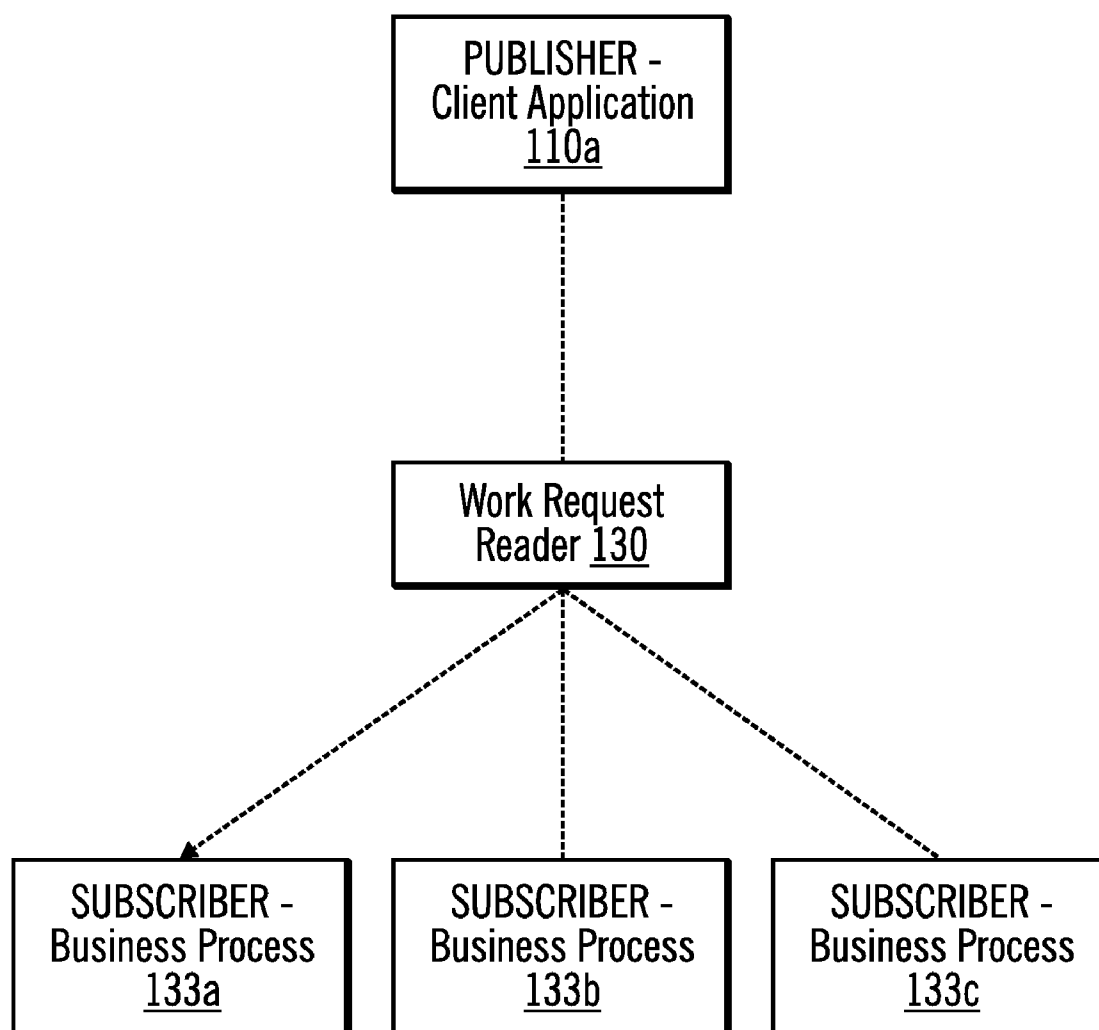 PUBLISHER -
Client Application
110a
Work Request
Reader 130
SUBSCRIBER -
Business Process
133a
SUBSCRIBER -
Business Process
133b
SUBSCRIBER -
Business Process
133c